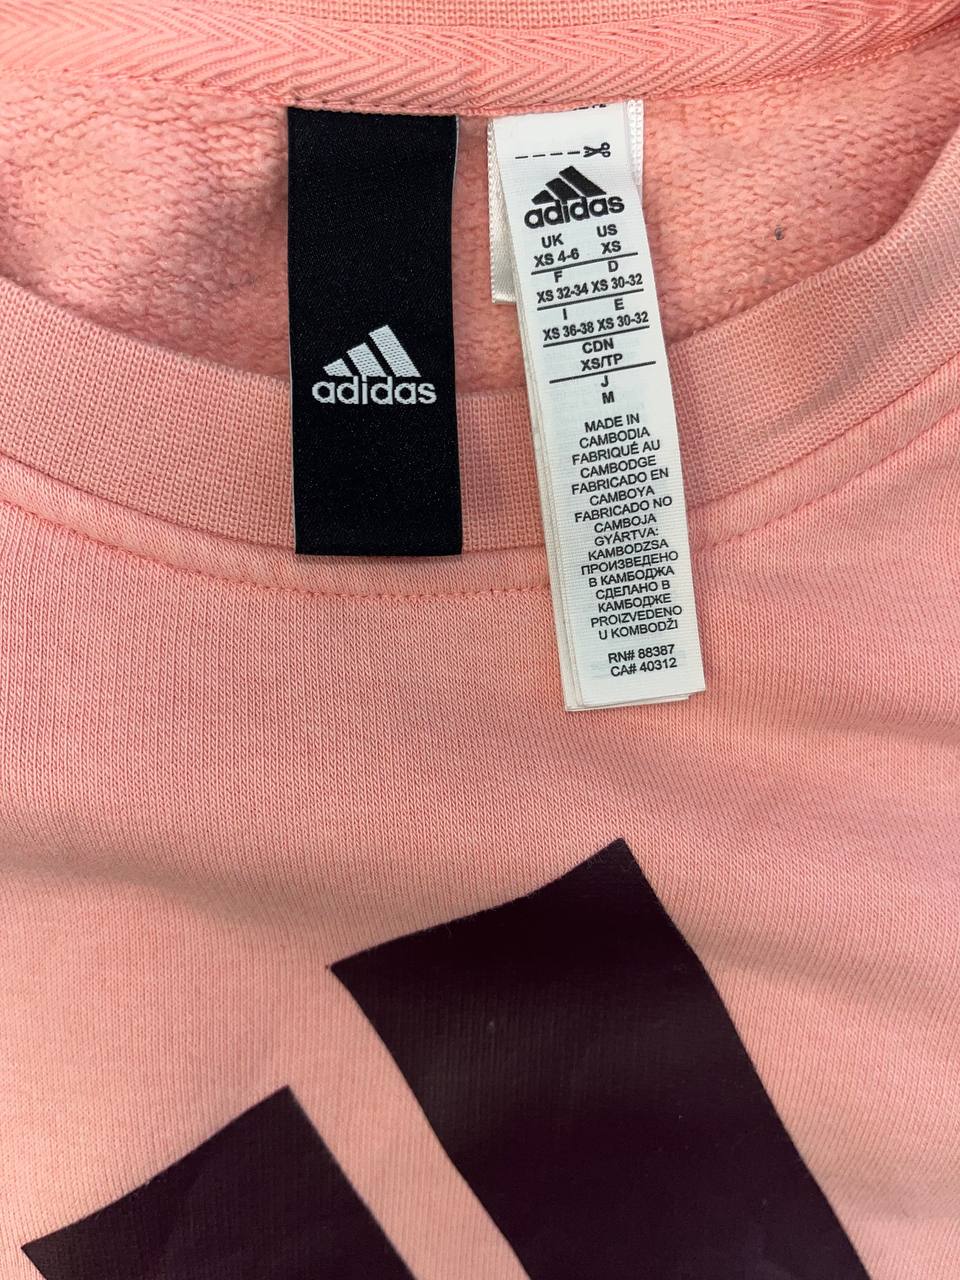 adidas
adidas
UK US
XS 4-6 XS
F D
XS 32-34 XS 30-32
I E
XS 36-38 XS 30-32
CDN
XS/TP
J
M
MADE IN
CAMBODIA
FABRIQUÉ AU
CAMBODGE
FABRICADO EN
CAMBOYA
FABRICADO NO
CAMBOJA
GYÁRTVA:
KAMBODZSA
ПРОИЗВЕДЕНО
В КАМБОДЖА
СДЕЛАНО В
КАМБОДЖЕ
PROIZVEDENO
U KOMBODŽI
RN# 88387
CA# 40312